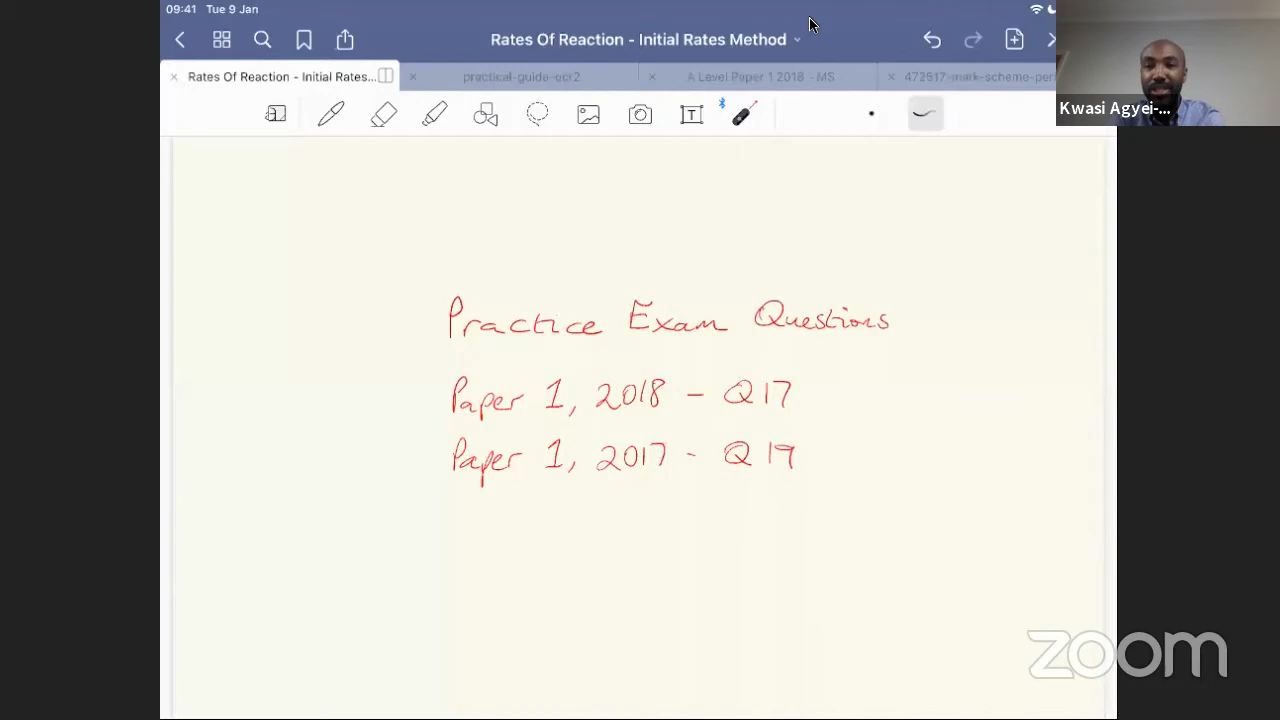 09:41 Tue 9 Jan
Rates Of Reaction - Initial Rates Method
Rates Of Reaction - Initial Rates... practical-guide-ocr2 A Level Paper 1 2018 - MS 472617-mark-scheme-per
T
Kwasi Agyei-...
Practice Exam Questions
Paper 1, 2018 - Q17
Paper 1, 2017 - Q19
zoom